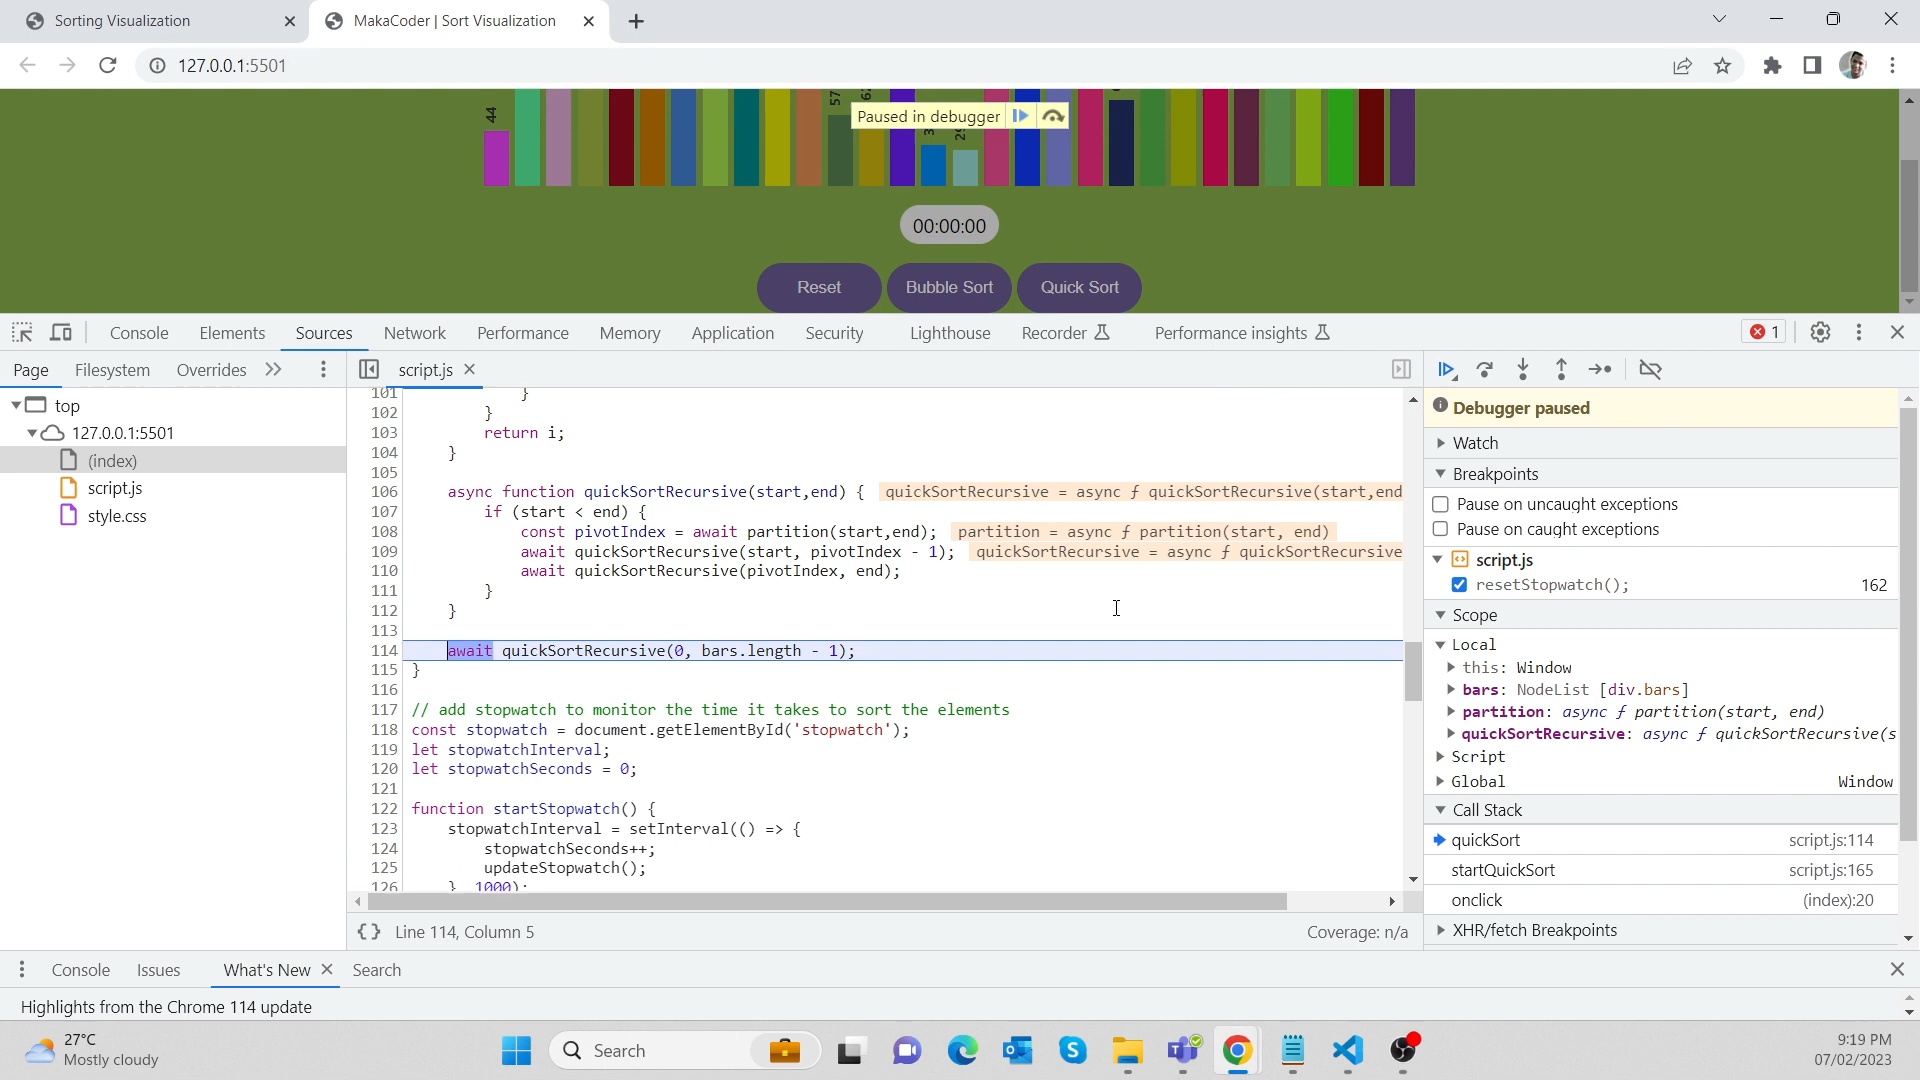 Sorting Visualization
MakaCoder | Sort Visualization
127.0.0.1:5501
44
57
Paused in debugger
00:00:00
Reset
Bubble Sort
Quick Sort
Console
Elements
Sources
Network
Performance
Memory
Application
Security
Lighthouse
Recorder
Performance insights
1
Page
Filesystem
Overrides
script.js
top
127.0.0.1:5501
(index)
script.js
style.css
101 }
102 }
103 return i;
104 }
105
106 async function quickSortRecursive(start,end) { quickSortRecursive = async ƒ quickSortRecursive(start,end
107 if (start < end) {
108 const pivotIndex = await partition(start,end); partition = async ƒ partition(start, end)
109 await quickSortRecursive(start, pivotIndex - 1); quickSortRecursive = async ƒ quickSortRecursive
110 await quickSortRecursive(pivotIndex, end);
111 }
112 }
113
114 await quickSortRecursive(0, bars.length - 1);
115 }
116
117 // add stopwatch to monitor the time it takes to sort the elements
118 const stopwatch = document.getElementById('stopwatch');
119 let stopwatchInterval;
120 let stopwatchSeconds = 0;
121
122 function startStopwatch() {
123 stopwatchInterval = setInterval(() => {
124 stopwatchSeconds++;
125 updateStopwatch();
126 }, 1000);
{} Line 114, Column 5
Coverage: n/a
Debugger paused
Watch
Breakpoints
Pause on uncaught exceptions
Pause on caught exceptions
script.js
resetStopwatch(); 162
Scope
Local
this: Window
bars: NodeList [div.bars]
partition: async ƒ partition(start, end)
quickSortRecursive: async ƒ quickSortRecursive(s
Script
Global Window
Call Stack
quickSort script.js:114
startQuickSort script.js:165
onclick (index):20
XHR/fetch Breakpoints
Console
Issues
What's New
Search
Highlights from the Chrome 114 update
27°C
Mostly cloudy
Search
9:19 PM
07/02/2023